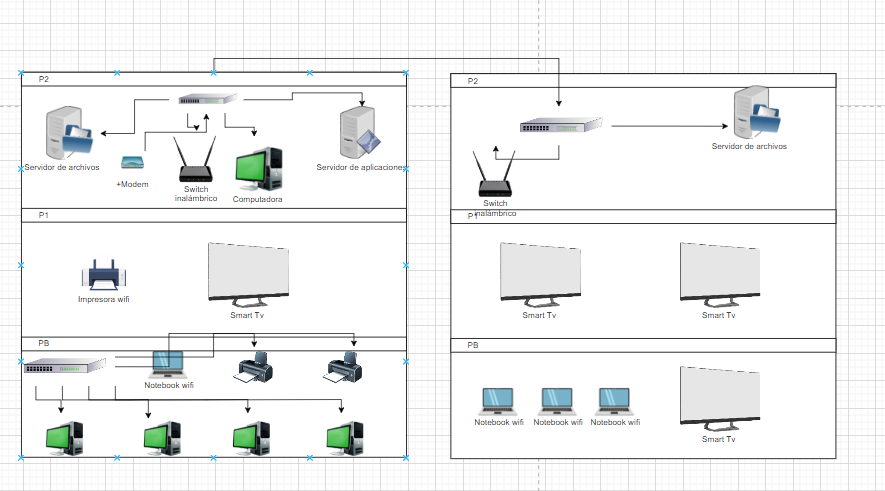 P2
Servidor de archivos
+Modem
Switch
inalámbrico
Computadora
Servidor de aplicaciones
P1
Impresora wifi
Smart Tv
PB
Notebook wifi
P2
Servidor de archivos
Switch
inalámbrico
P1
Smart Tv
Smart Tv
PB
Notebook wifi
Notebook wifi
Notebook wifi
Smart Tv